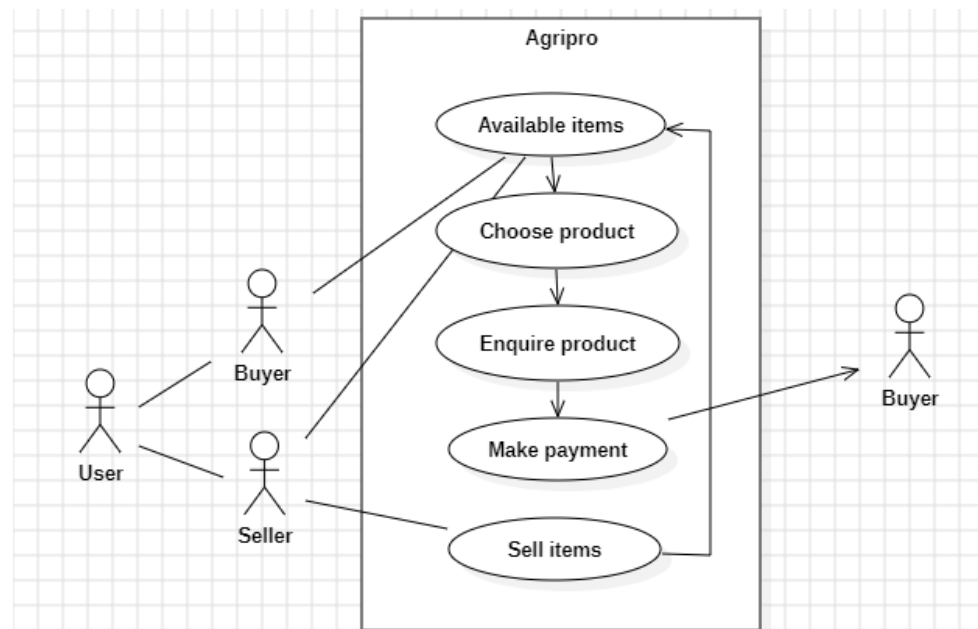 Agripro
Available items
Choose product
Enquire product
Buyer
Buyer
Make payment
User
Seller
Sell items